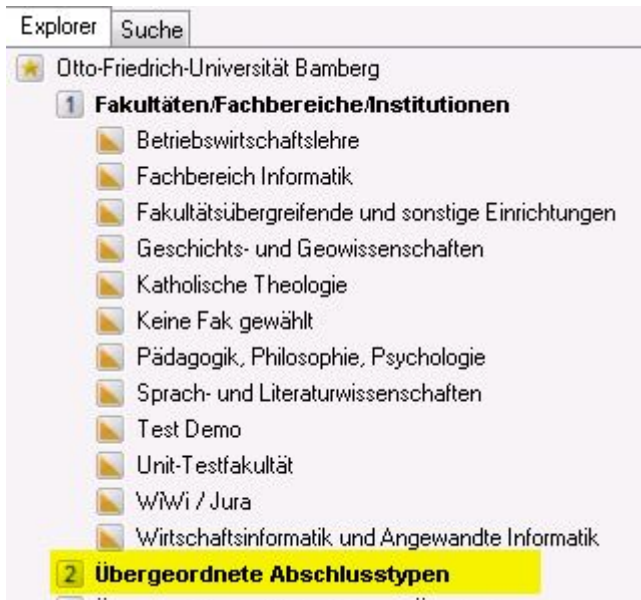 Explorer Suche
Otto-Friedrich-Universität Bamberg
1 Fakultäten/Fachbereiche/Institutionen
Betriebswirtschaftslehre
Fachbereich Informatik
Fakultätsübergreifende und sonstige Einrichtungen
Geschichts- und Geowissenschaften
Katholische Theologie
Keine Fak gewählt
Pädagogik, Philosophie, Psychologie
Sprach- und Literaturwissenschaften
Test Demo
Unit-Testfakultät
WiWi / Jura
Wirtschaftsinformatik und Angewandte Informatik
2 Übergeordnete Abschlusstypen